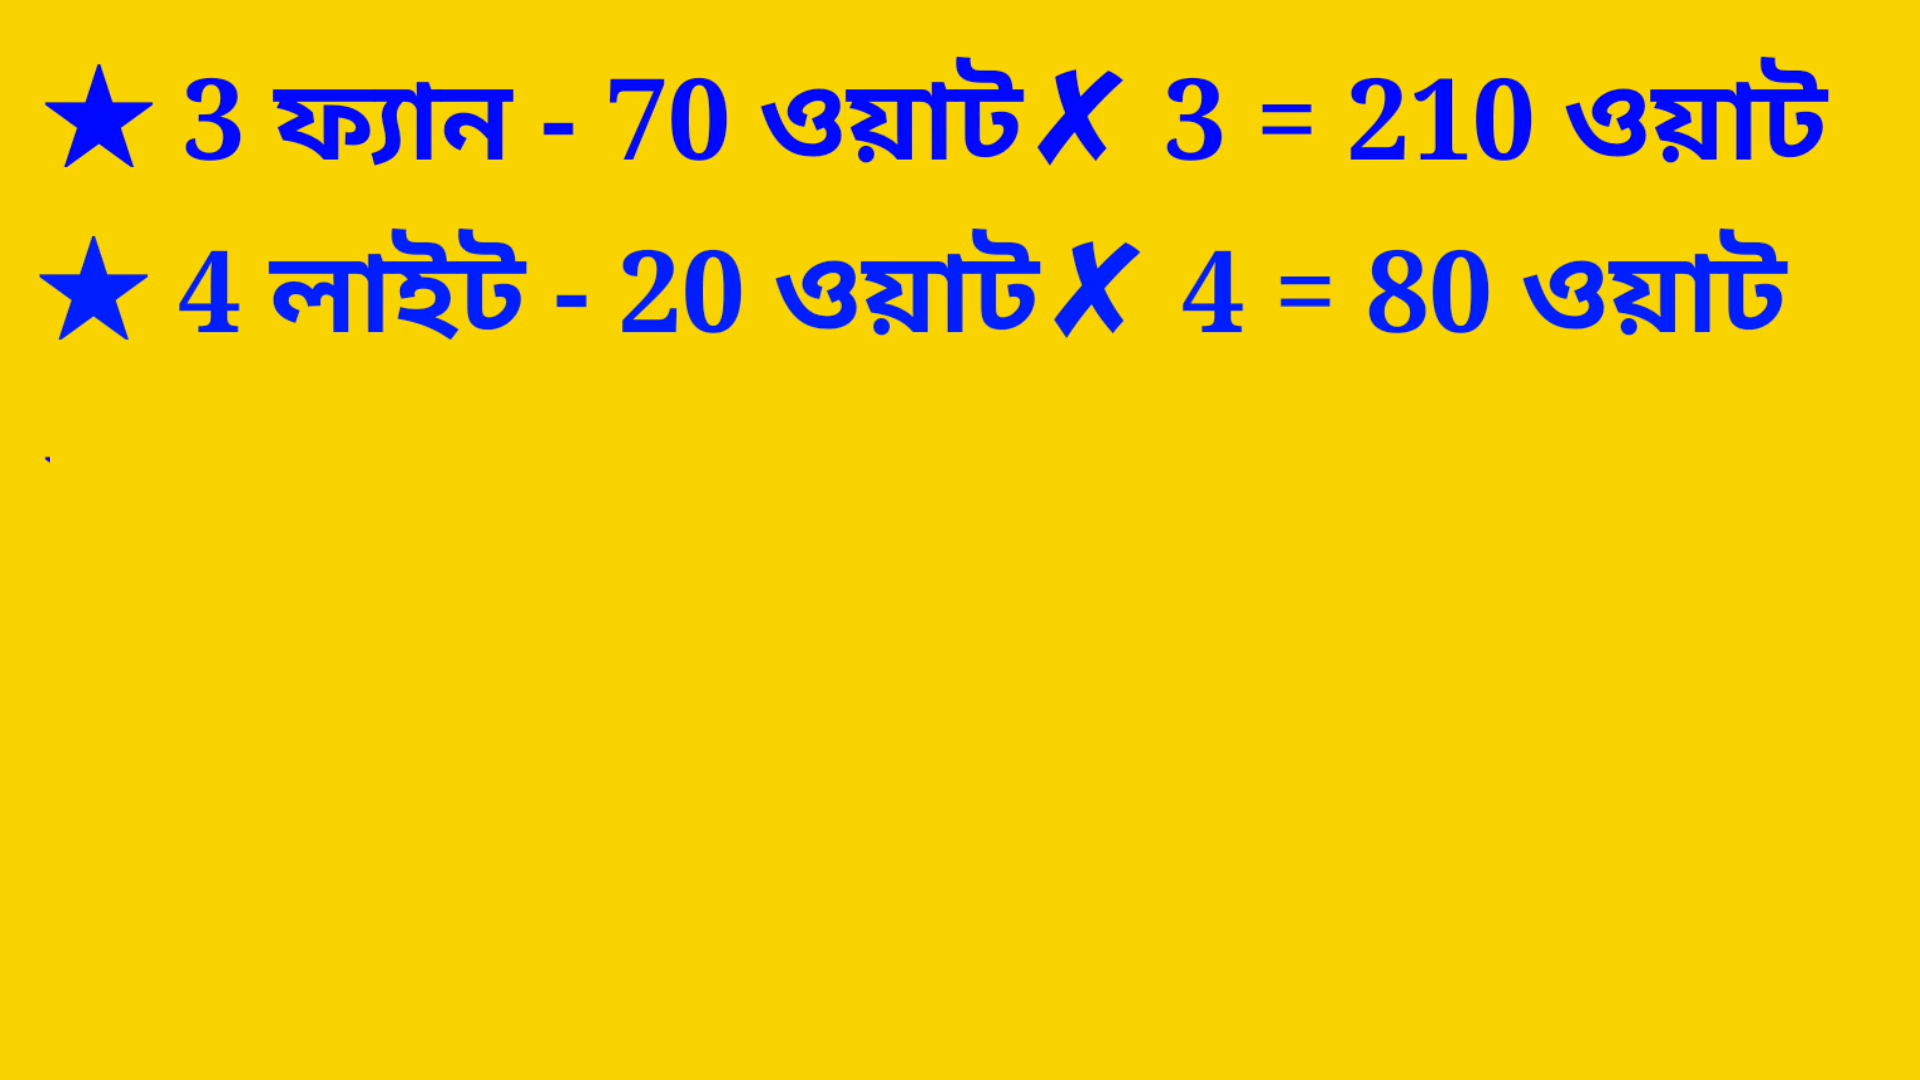 ★ 3 ফ্যান - 70 ওয়াট✗ 3 = 210 ওয়াট
★ 4 লাইট - 20 ওয়াট✗ 4 = 80 ওয়াট